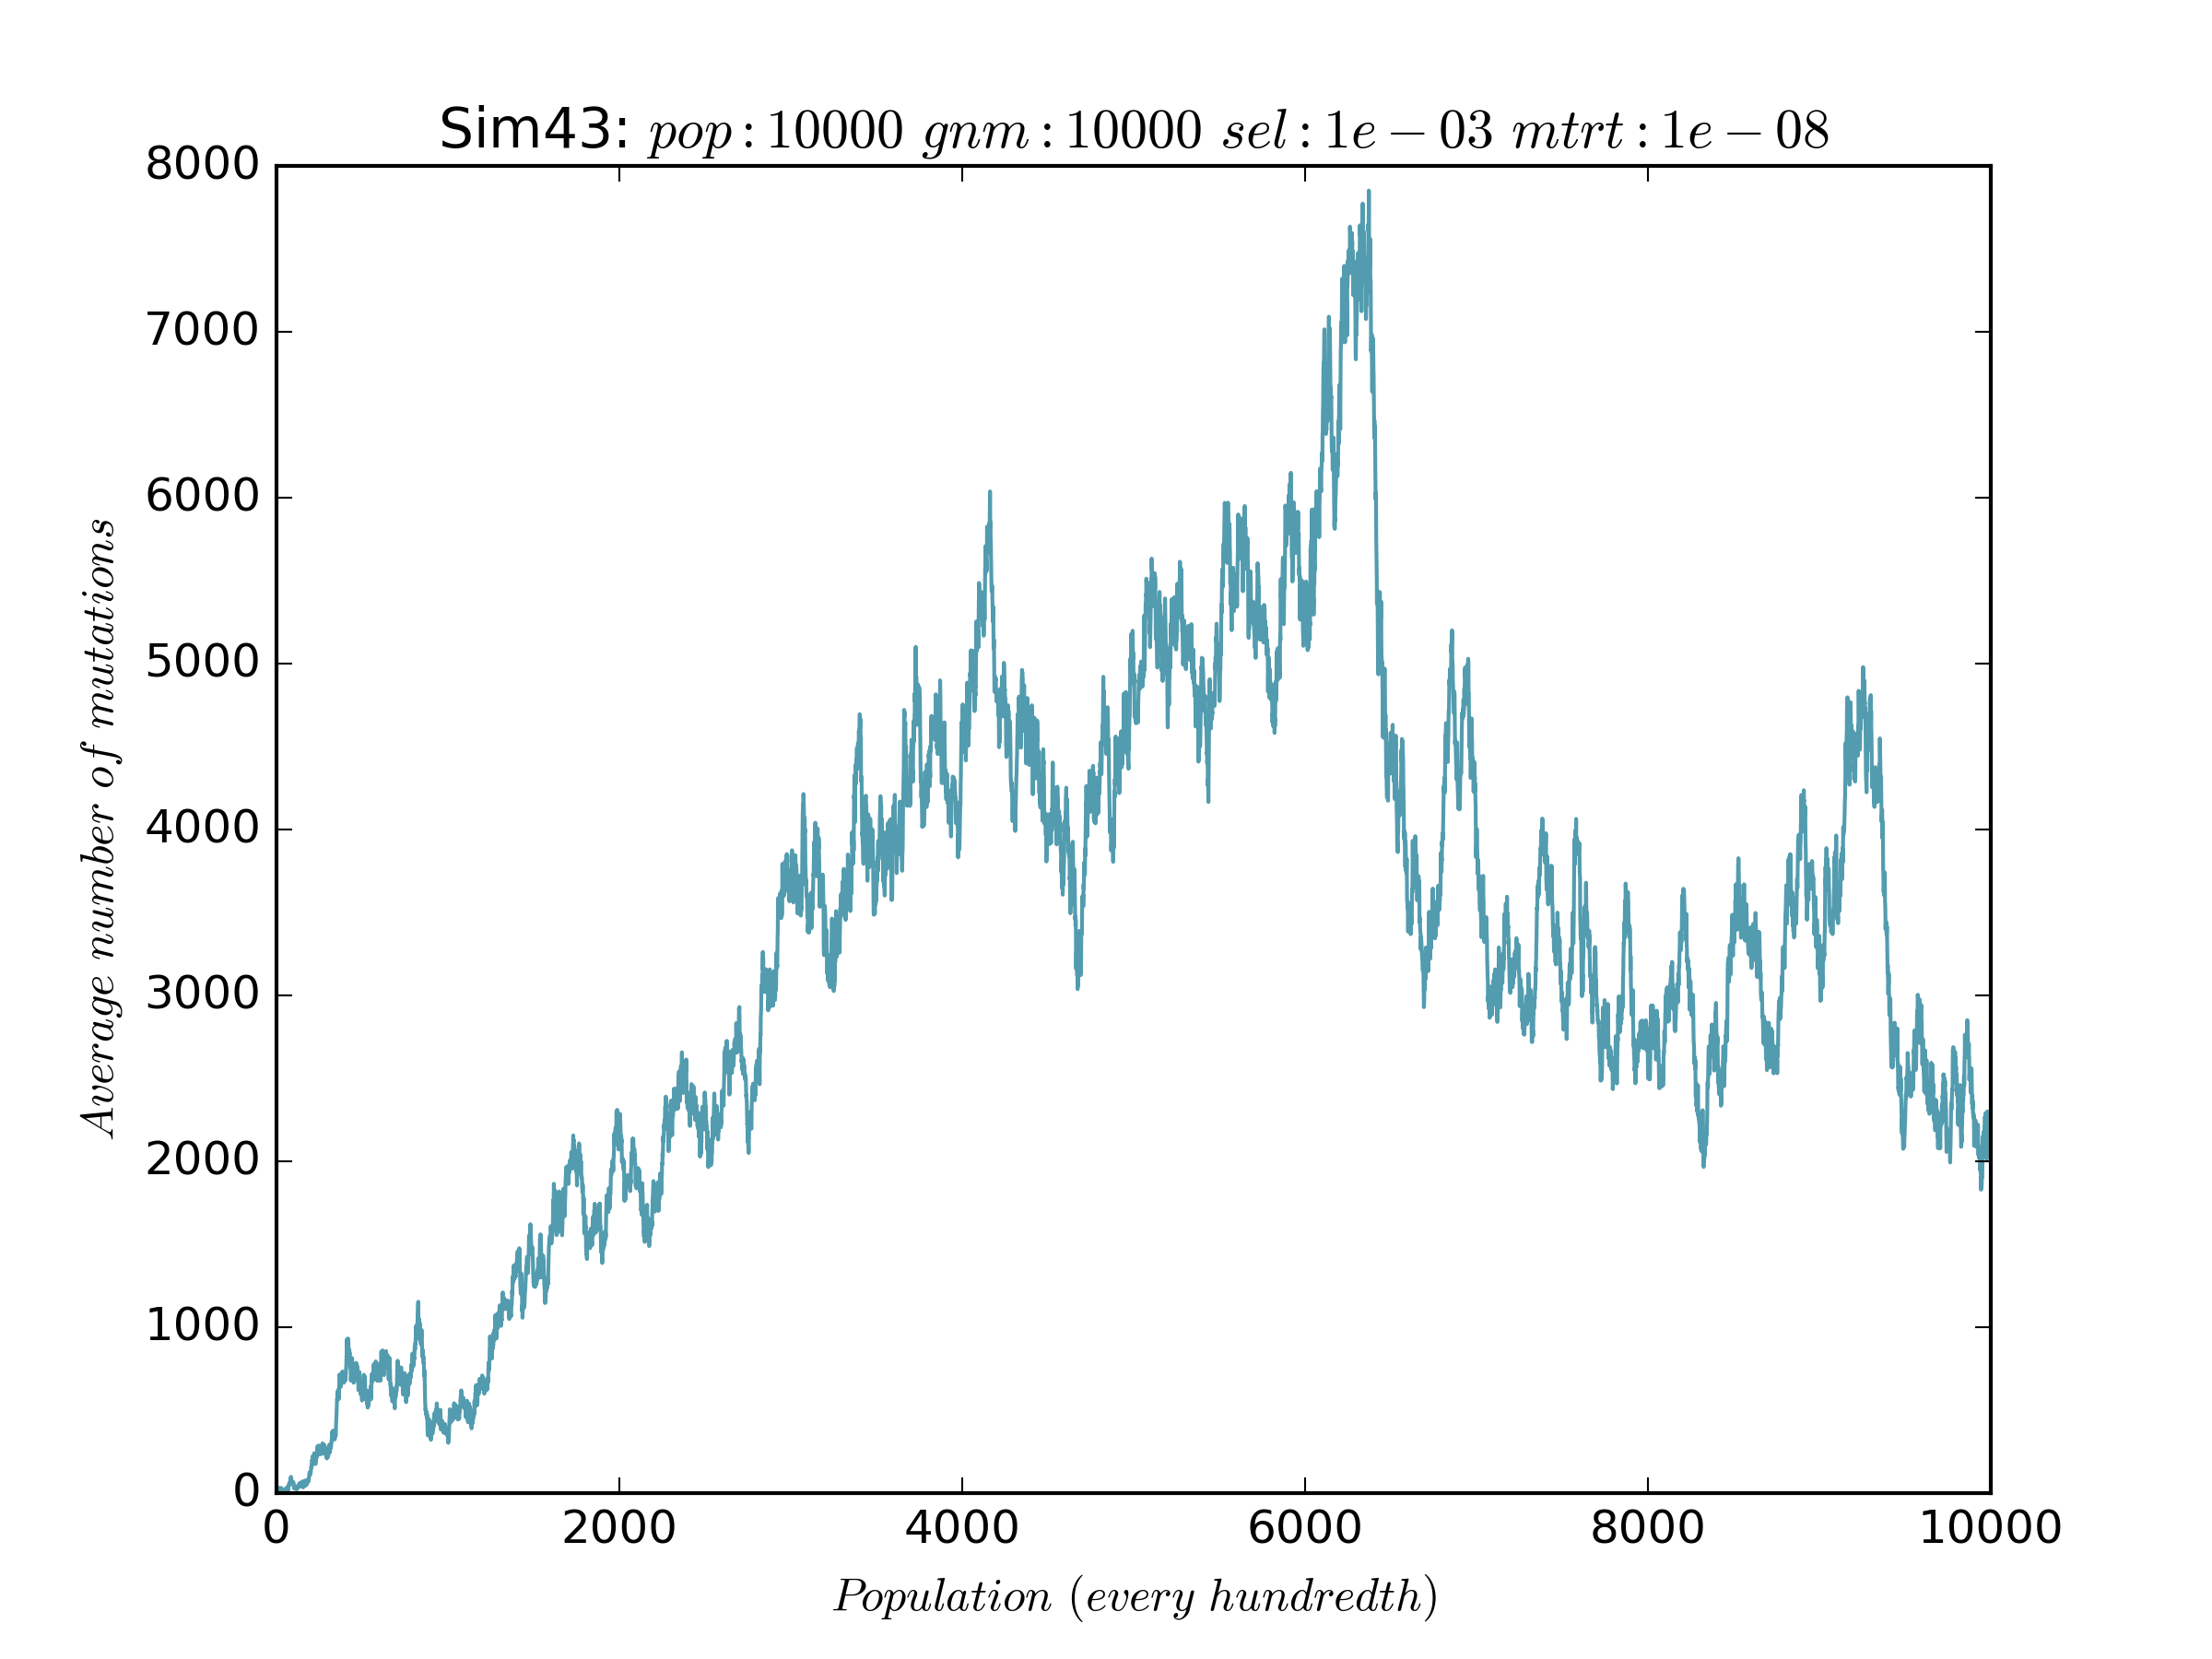 Sim43: pop : 10000 gnm : 10000 sel : 1e − 03 mtrt : 1e − 08
8000
7000
6000
5000
4000
3000
2000
1000
0
Average number of mutations
0 2000 4000 6000 8000 10000
Population (every hundredth)